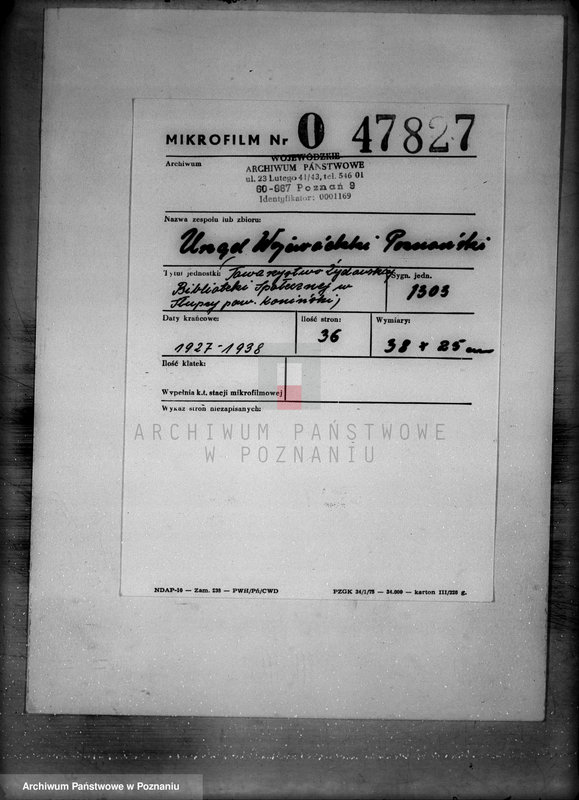 MIKROFILM Nr O 47827
Archiwum
WOJEWÓDZKIE
ARCHIWUM PAŃSTWOWE
ul. 23 Lutego 41/43, tel. 546 01
60-967 Poznań 9
Identyfikator: 0001169
Nazwa zespołu lub zbioru:
Urząd Wojewódzki Poznański
Tytuł jednostki: Towarzystwo Żydowskiej
Biblioteki Społecznej w
Słupcy pow. koniński)
Sygn. jedn.
1303
Daty krańcowe:
1927-1938
Ilość stron:
36
Wymiary:
38 x 25 cm
Ilość klatek:
Wypełnia k.t. stacji mikrofilmowej
Wykaz stron niezapisanych:
ARCHIWUM PAŃSTWOWE
W POZNANIU
NDAP-16 — Zam. 235 — PWH/Pń/CWD
PZGK 34/1/75 — 34.000 — karton III/220 g.
Archiwum Państwowe w Poznaniu